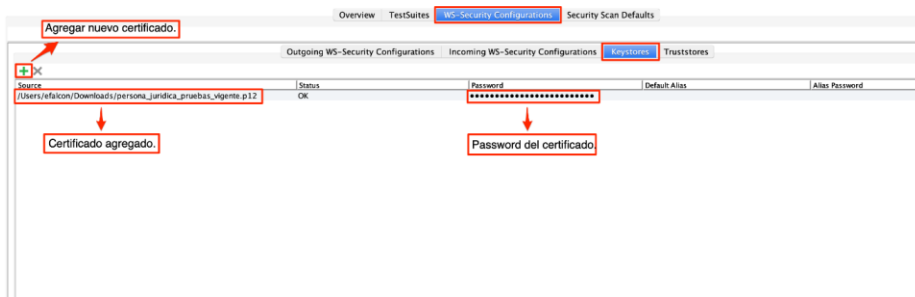 Overview TestSuites WS-Security Configurations Security Scan Defaults
Agregar nuevo certificado.
Outgoing WS-Security Configurations Incoming WS-Security Configurations Keystores Truststores
Source Status Password Default Alias Alias Password
/Users/efalcon/Downloads/persona_juridica_pruebas_vigente.p12 OK •••••••••••••••••••••••••
Certificado agregado. Password del certificado.